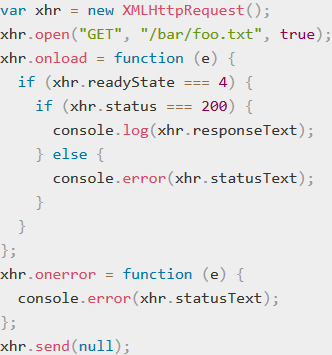 var xhr = new XMLHttpRequest();
xhr.open("GET", "/bar/foo.txt", true);
xhr.onload = function (e) {
  if (xhr.readyState === 4) {
    if (xhr.status === 200) {
      console.log(xhr.responseText);
    } else {
      console.error(xhr.statusText);
    }
  }
};
xhr.onerror = function (e) {
  console.error(xhr.statusText);
};
xhr.send(null);